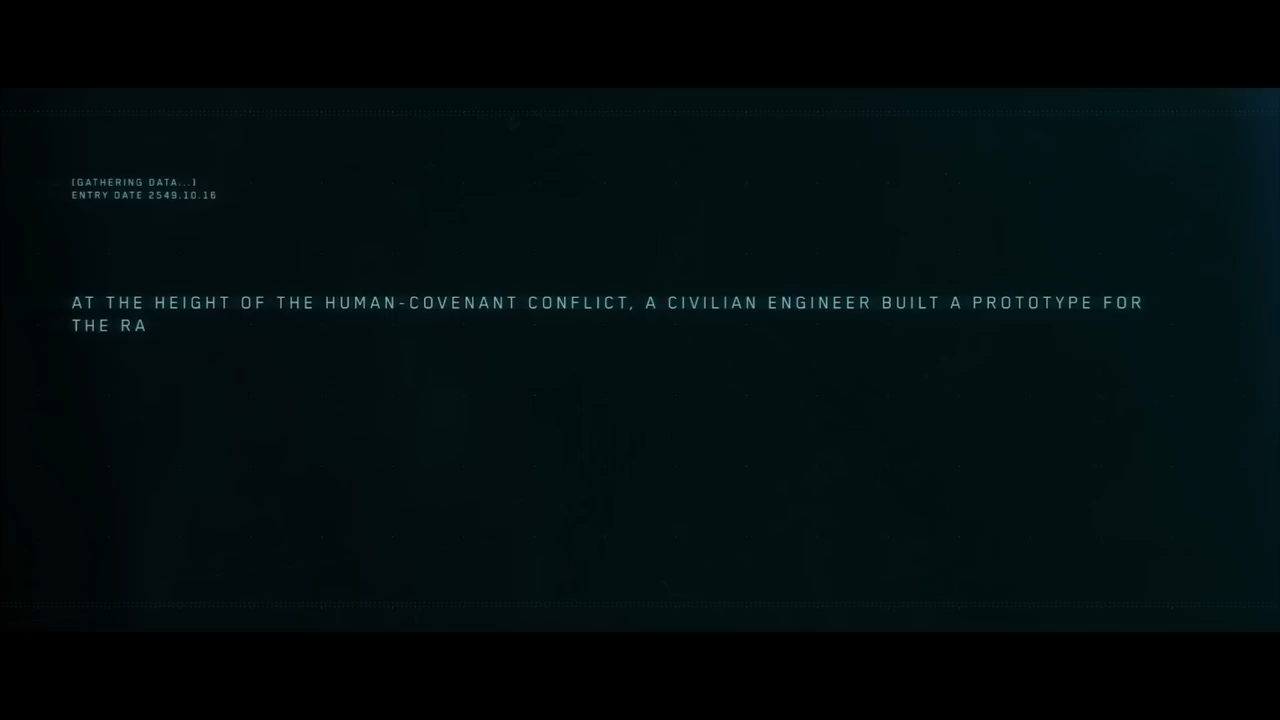 [GATHERING DATA...]
ENTRY DATE 2549.10.16
AT THE HEIGHT OF THE HUMAN-COVENANT CONFLICT, A CIVILIAN ENGINEER BUILT A PROTOTYPE FOR
THE RA